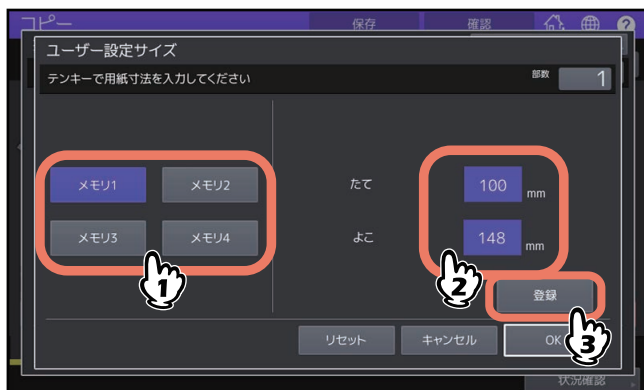 コピー 保存 確認
ユーザー設定サイズ
テンキーで用紙寸法を入力してください 部数 1
メモリ1 メモリ2 たて 100 mm
メモリ3 メモリ4 よこ 148 mm
1 2
登録
3
リセット キャンセル OK
状況確認